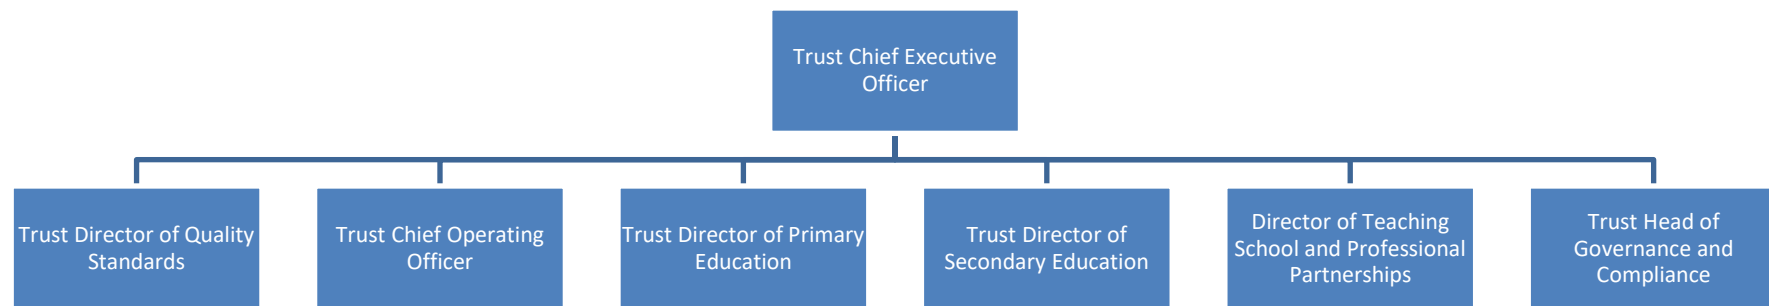 Trust Chief Executive
Officer
Trust Director of Quality
Standards
Trust Chief Operating
Officer
Trust Director of Primary
Education
Trust Director of
Secondary Education
Director of Teaching
School and Professional
Partnerships
Trust Head of
Governance and
Compliance